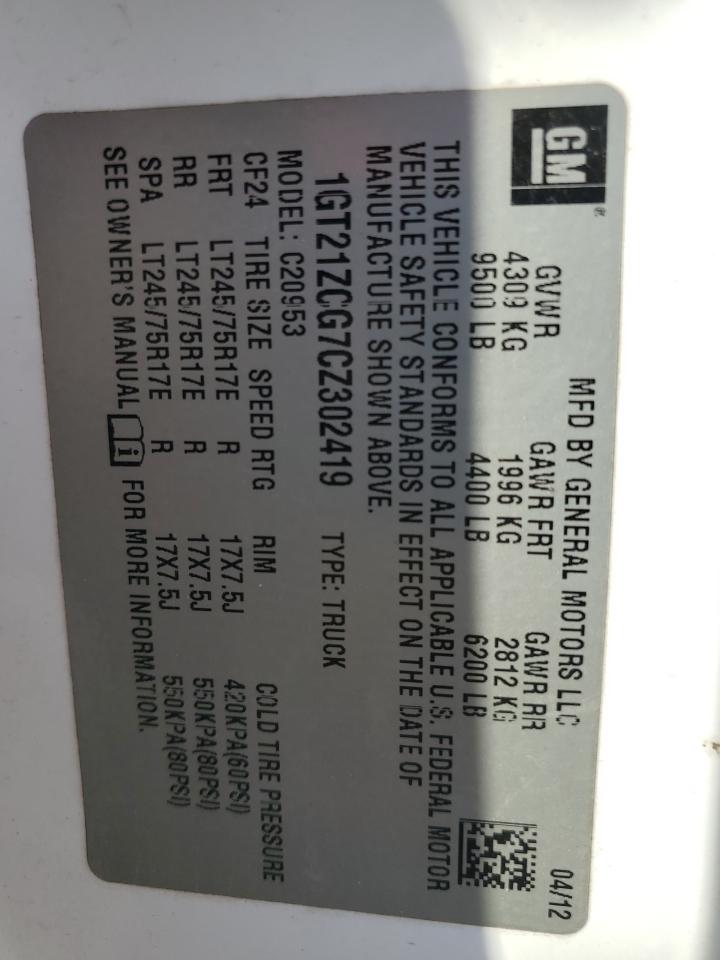 GM®
MFD BY GENERAL MOTORS LLC 04/12
GVWR GAWR FRT GAWR RR
4309 KG 1996 KG 2812 KG
9500 LB 4400 LB 6200 LB
THIS VEHICLE CONFORMS TO ALL APPLICABLE U.S. FEDERAL MOTOR
VEHICLE SAFETY STANDARDS IN EFFECT ON THE DATE OF
MANUFACTURE SHOWN ABOVE.
1GT21ZCG7CZ302419 TYPE: TRUCK
MODEL: C20953
CF24 TIRE SIZE SPEED RTG RIM COLD TIRE PRESSURE
FRT LT245/75R17E R 17X7.5J 420KPA(60PSI)
RR LT245/75R17E R 17X7.5J 550KPA(80PSI)
SPA LT245/75R17E R 17X7.5J 550KPA(80PSI)
SEE OWNER'S MANUAL i FOR MORE INFORMATION.